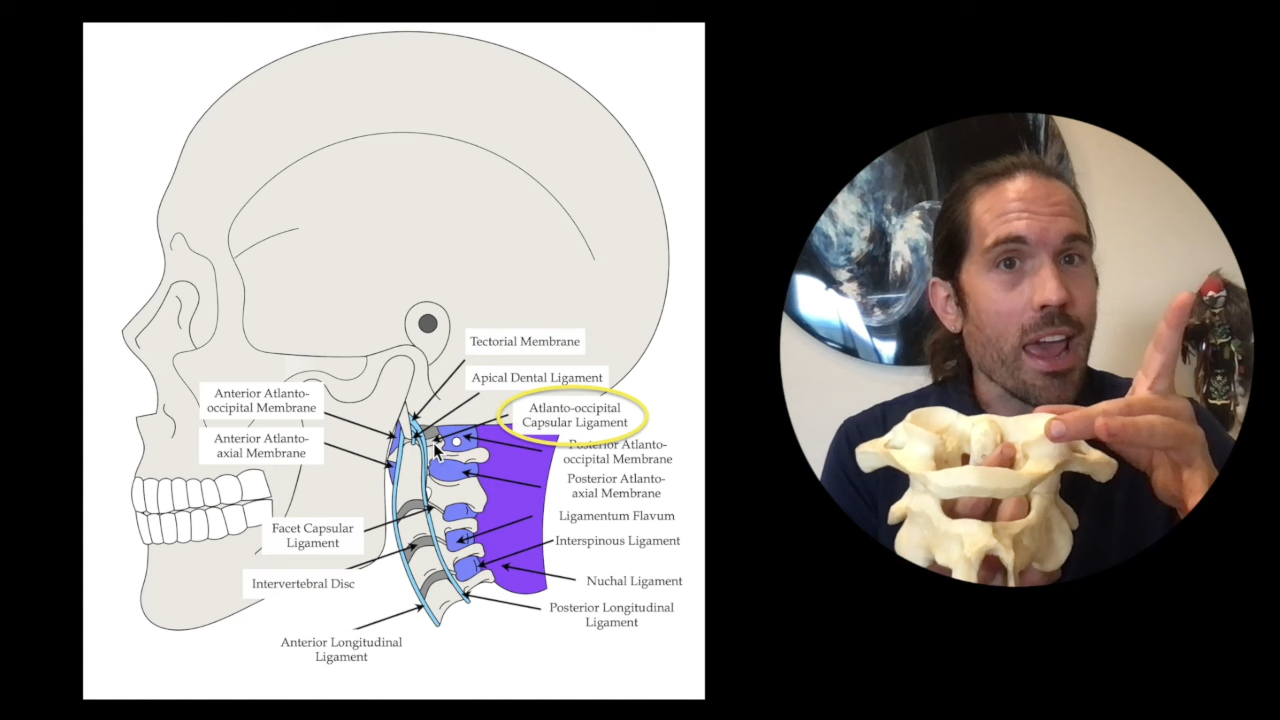 Tectorial Membrane
Apical Dental Ligament
Anterior Atlanto-
occipital Membrane
Atlanto-occipital
Capsular Ligament
Anterior Atlanto-
axial Membrane
Posterior Atlanto-
occipital Membrane
Posterior Atlanto-
axial Membrane
Ligamentum Flavum
Facet Capsular
Ligament
Interspinous Ligament
Intervertebral Disc
Nuchal Ligament
Posterior Longitudinal
Ligament
Anterior Longitudinal
Ligament